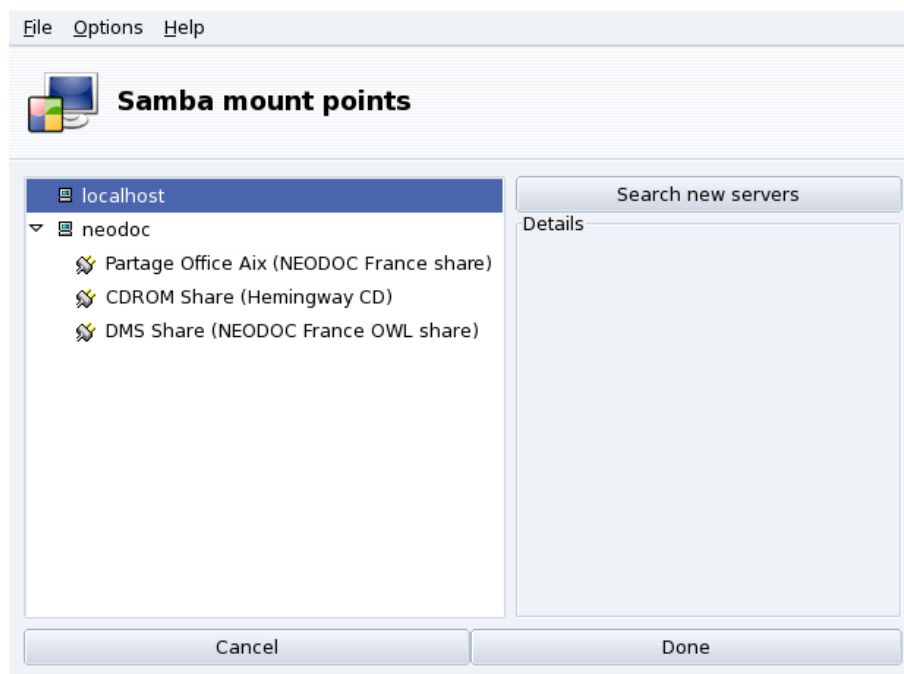 File Options Help
Samba mount points
localhost
neodoc
Partage Office Aix (NEODOC France share)
CDROM Share (Hemingway CD)
DMS Share (NEODOC France OWL share)
Search new servers
Details
Cancel Done